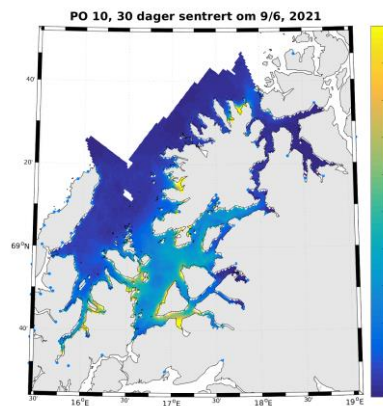 PO 10, 30 dager sentrert om 9/6, 2021
40'
20'
69°N
40'
30'
16°E
30'
17°E
30'
18°E
30'
19°E